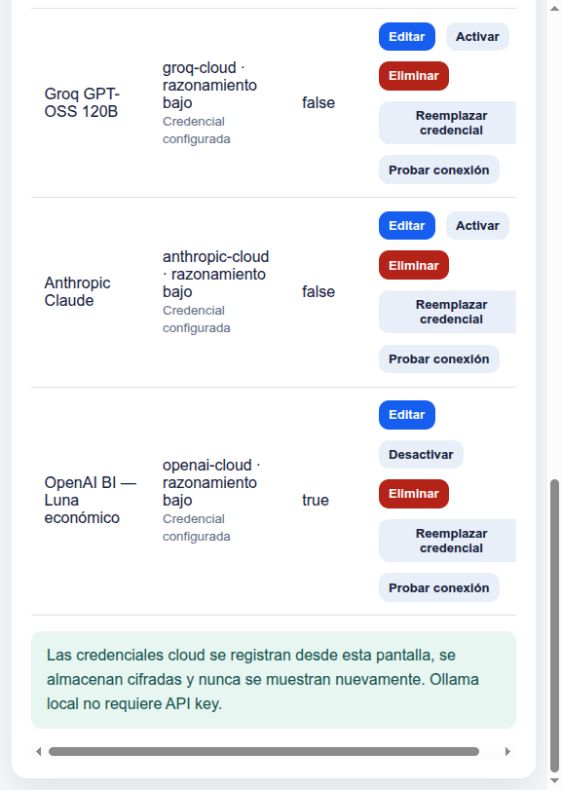 Groq GPT-
OSS 120B
groq-cloud ·
razonamiento
bajo
Credencial
configurada
false
Editar
Activar
Eliminar
Reemplazar
credencial
Probar conexión
Anthropic
Claude
anthropic-cloud
· razonamiento
bajo
Credencial
configurada
false
Editar
Activar
Eliminar
Reemplazar
credencial
Probar conexión
OpenAI BI —
Luna
económico
openai-cloud ·
razonamiento
bajo
Credencial
configurada
true
Editar
Desactivar
Eliminar
Reemplazar
credencial
Probar conexión
Las credenciales cloud se registran desde esta pantalla, se
almacenan cifradas y nunca se muestran nuevamente. Ollama
local no requiere API key.